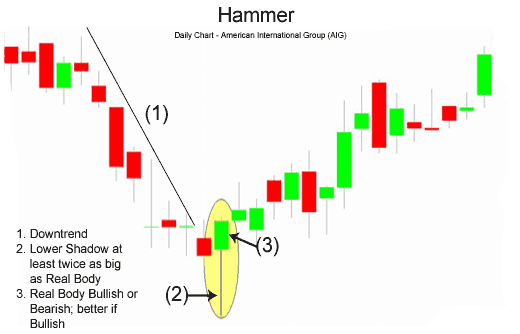 Hammer
Daily Chart - American International Group (AIG)
(1)
(3)
(2)
1. Downtrend
2. Lower Shadow at
least twice as big
as Real Body
3. Real Body Bullish or
Bearish; better if
Bullish